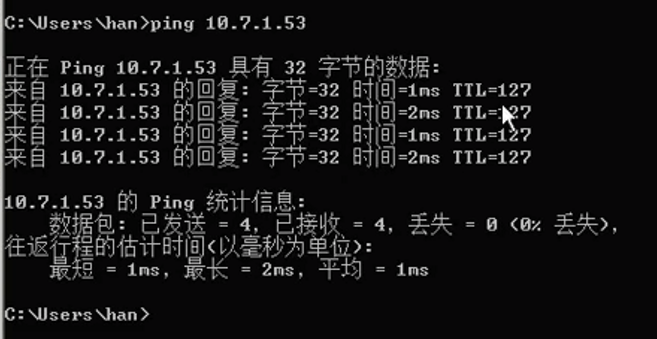 C:\Users\han>ping 10.7.1.53
正在 Ping 10.7.1.53 具有 32 字节的数据:
来自 10.7.1.53 的回复: 字节=32 时间=1ms TTL=127
来自 10.7.1.53 的回复: 字节=32 时间=2ms TTL=127
来自 10.7.1.53 的回复: 字节=32 时间=1ms TTL=127
来自 10.7.1.53 的回复: 字节=32 时间=2ms TTL=127
10.7.1.53 的 Ping 统计信息:
数据包: 已发送 = 4, 已接收 = 4, 丢失 = 0 (0% 丢失),
往返行程的估计时间(以毫秒为单位):
最短 = 1ms, 最长 = 2ms, 平均 = 1ms
C:\Users\han>